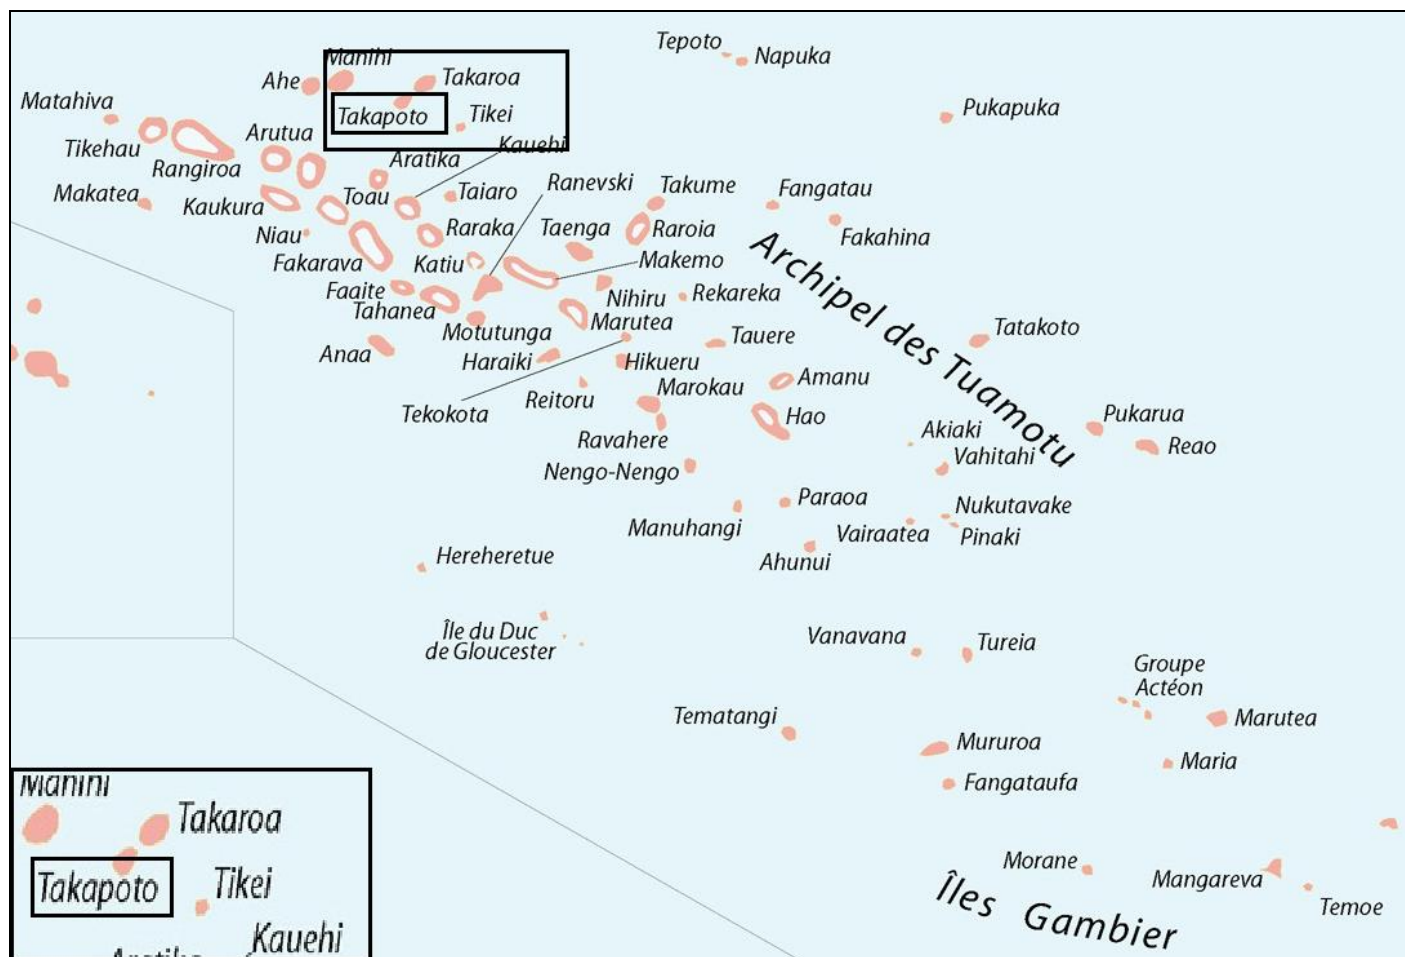 Tepoto
Napuka
Manihi
Ahe
Takaroa
Matahiva
Takapoto
Tikei
Pukapuka
Arutua
Tikehau
Rangiroa
Kauehi
Aratika
Makatea
Kaukura
Toau
Taiaro
Ranevski
Takume
Fangatau
Niau
Raraka
Taenga
Raroia
Fakahina
Fakarava
Katiu
Makemo
Archipel des Tuamotu
Faaite
Tahanea
Nihiru
Rekareka
Motutunga
Marutea
Tauere
Tatakoto
Anaa
Haraiki
Hikueru
Reitoru
Marokau
Amanu
Tekokota
Hao
Pukarua
Ravahere
Akiaki
Reao
Nengo-Nengo
Vahitahi
Paraoa
Nukutavake
Manuhangi
Vairaatea
Pinaki
Ahunui
Hereheretue
Île du Duc
de Gloucester
Vanavana
Tureia
Groupe
Actéon
Tematangi
Marutea
Mururoa
Maria
Fangataufa
Morane
Mangareva
Temoe
Îles Gambier
Manihi
Takaroa
Takapoto
Tikei
Kauehi
Aratika